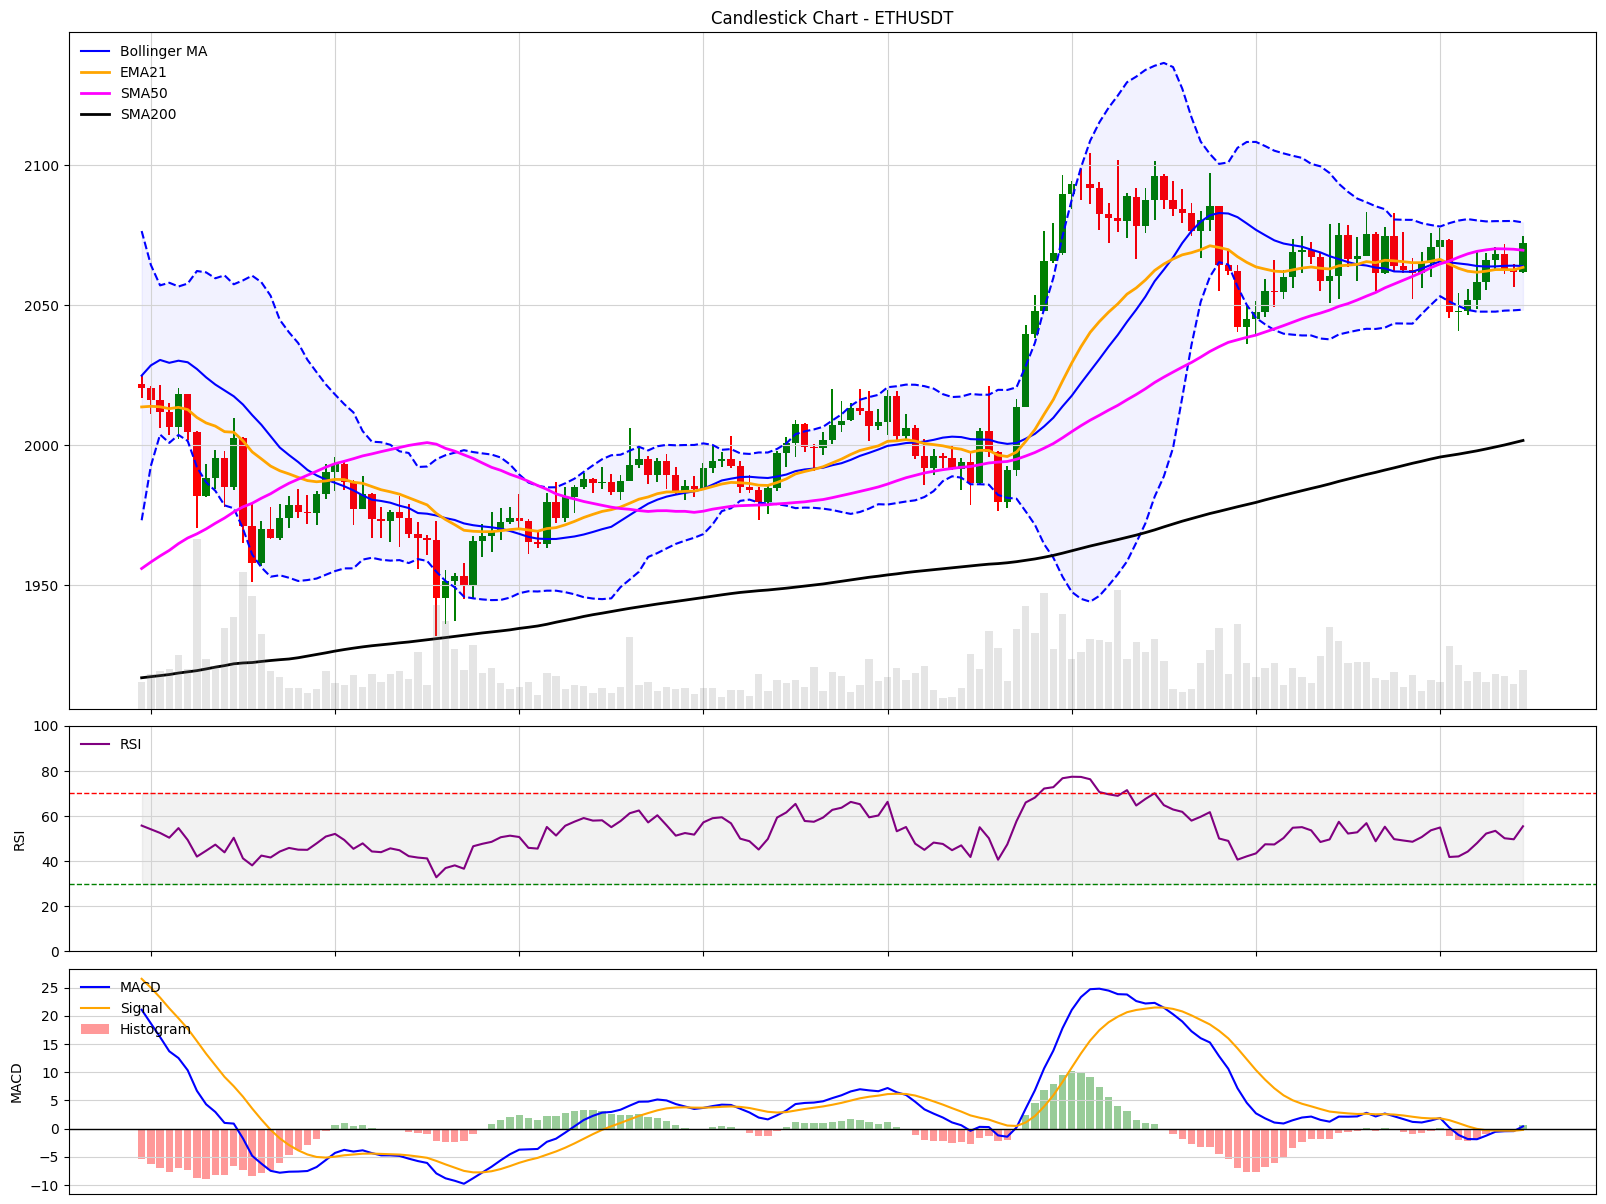 Candlestick Chart - ETHUSDT
Bollinger MA
EMA21
SMA50
SMA200
2100
2050
2000
1950
RSI
RSI
100
80
60
40
20
0
MACD
Signal
Histogram
MACD
25
20
15
10
5
0
−5
−10